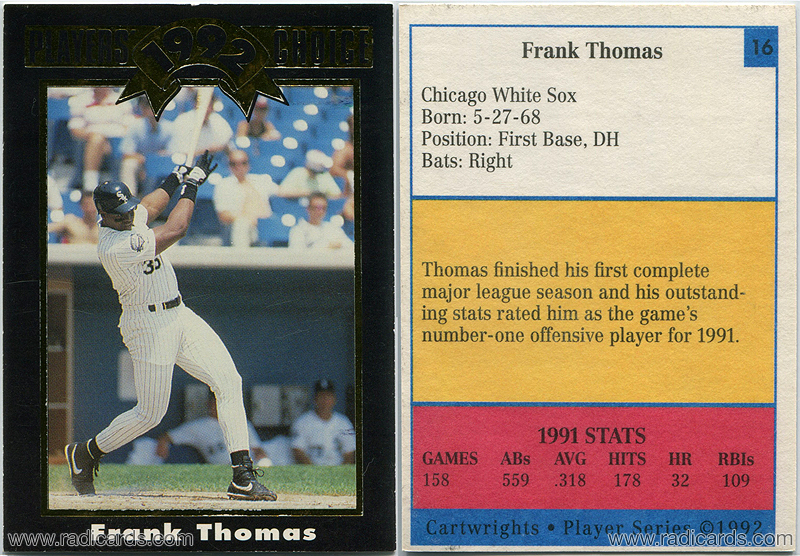 PLAYERS 1992 CHOICE
35
Frank Thomas
www.radicards.com
16
Frank Thomas
Chicago White Sox
Born: 5-27-68
Position: First Base, DH
Bats: Right
Thomas finished his first complete
major league season and his outstand-
ing stats rated him as the game's
number-one offensive player for 1991.
1991 STATS
GAMES ABs AVG HITS HR RBIs
158 559 .318 178 32 109
Cartwrights • Player Series ©1992
www.radicards.com